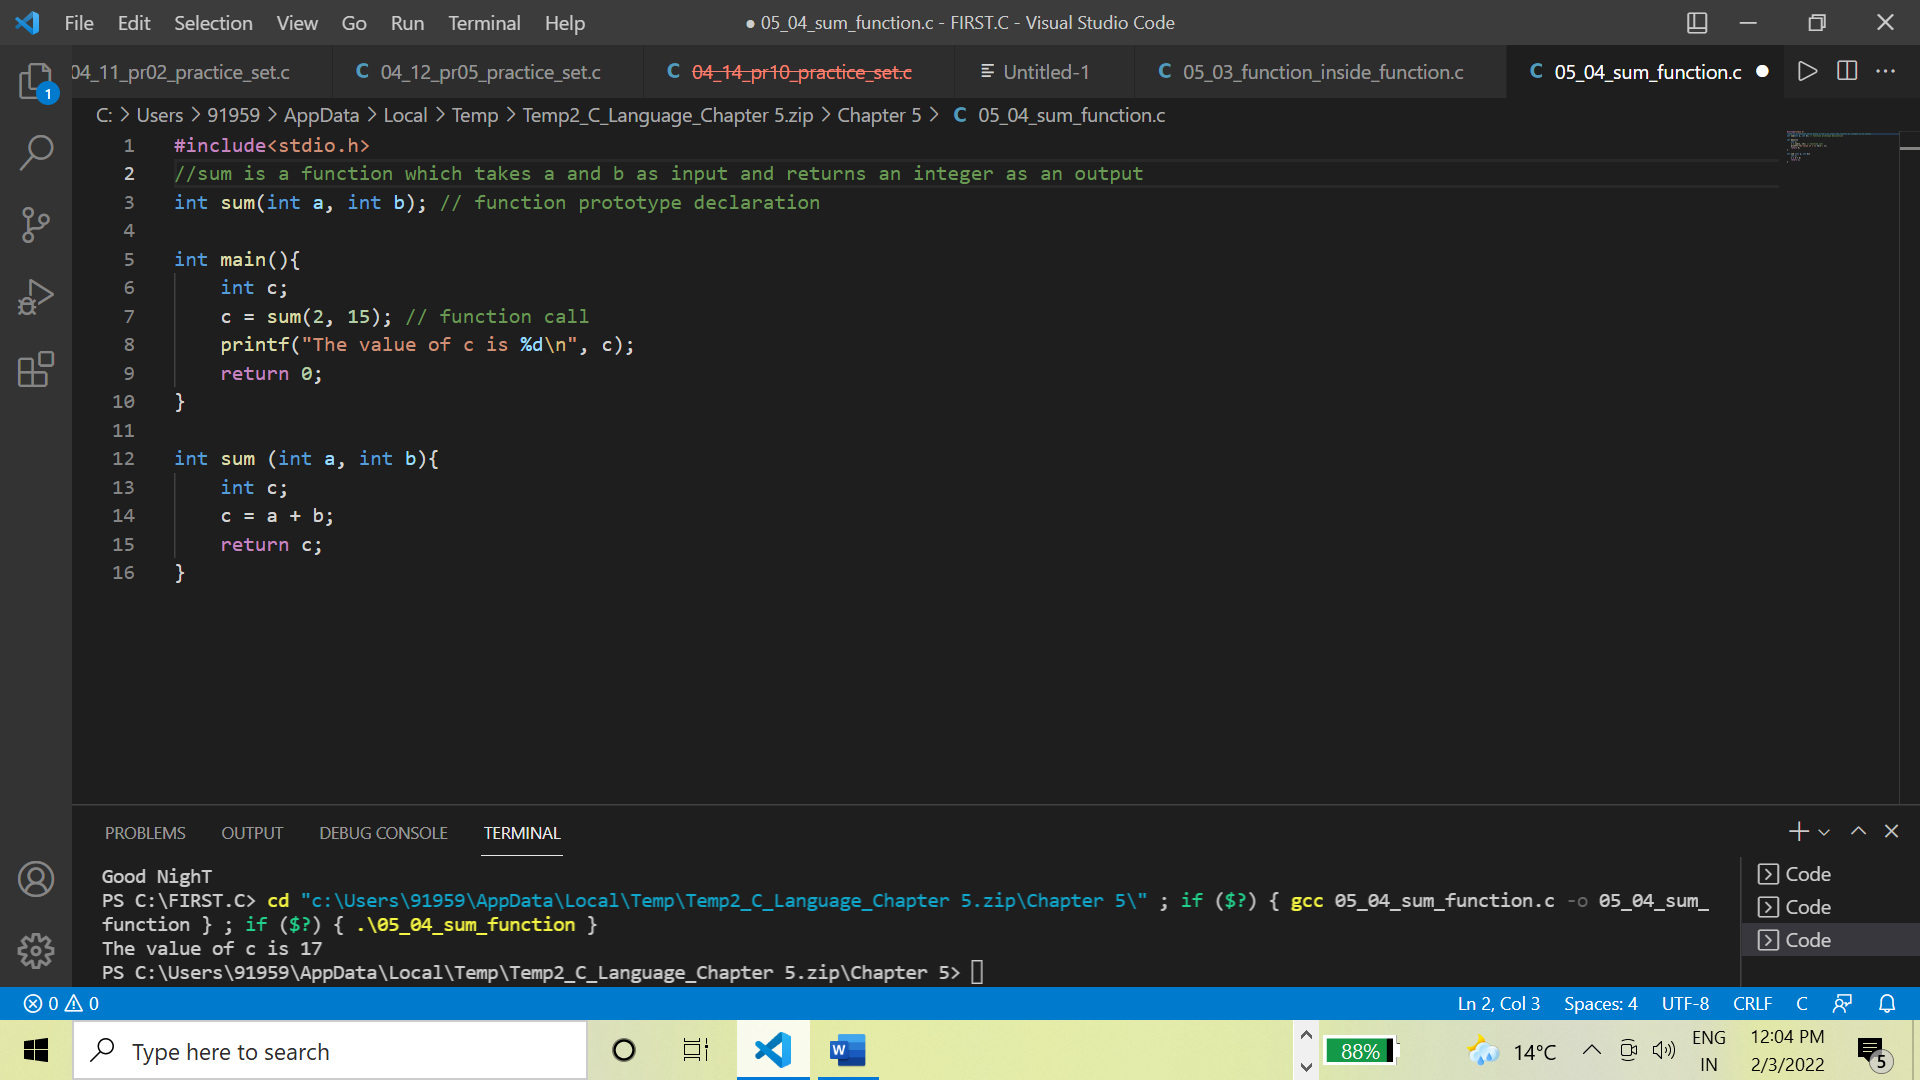 File Edit Selection View Go Run Terminal Help ● 05_04_sum_function.c - FIRST.C - Visual Studio Code
04_11_pr02_practice_set.c C 04_12_pr05_practice_set.c C 04_14_pr10_practice_set.c Untitled-1 C 05_03_function_inside_function.c C 05_04_sum_function.c ●
1
C: > Users > 91959 > AppData > Local > Temp > Temp2_C_Language_Chapter 5.zip > Chapter 5 > C 05_04_sum_function.c
1 #include<stdio.h>
2 //sum is a function which takes a and b as input and returns an integer as an output
3 int sum(int a, int b); // function prototype declaration
4
5 int main(){
6     int c;
7     c = sum(2, 15); // function call
8     printf("The value of c is %d\n", c);
9     return 0;
10 }
11
12 int sum (int a, int b){
13     int c;
14     c = a + b;
15     return c;
16 }
PROBLEMS OUTPUT DEBUG CONSOLE TERMINAL
Good NighT
PS C:\FIRST.C> cd "c:\Users\91959\AppData\Local\Temp\Temp2_C_Language_Chapter 5.zip\Chapter 5\" ; if ($?) { gcc 05_04_sum_function.c -o 05_04_sum_
function } ; if ($?) { .\05_04_sum_function }
The value of c is 17
PS C:\Users\91959\AppData\Local\Temp\Temp2_C_Language_Chapter 5.zip\Chapter 5>
Code
Code
Code
0 0 Ln 2, Col 3 Spaces: 4 UTF-8 CRLF C
Type here to search W 88% 14°C ENG 12:04 PM
IN 2/3/2022 5